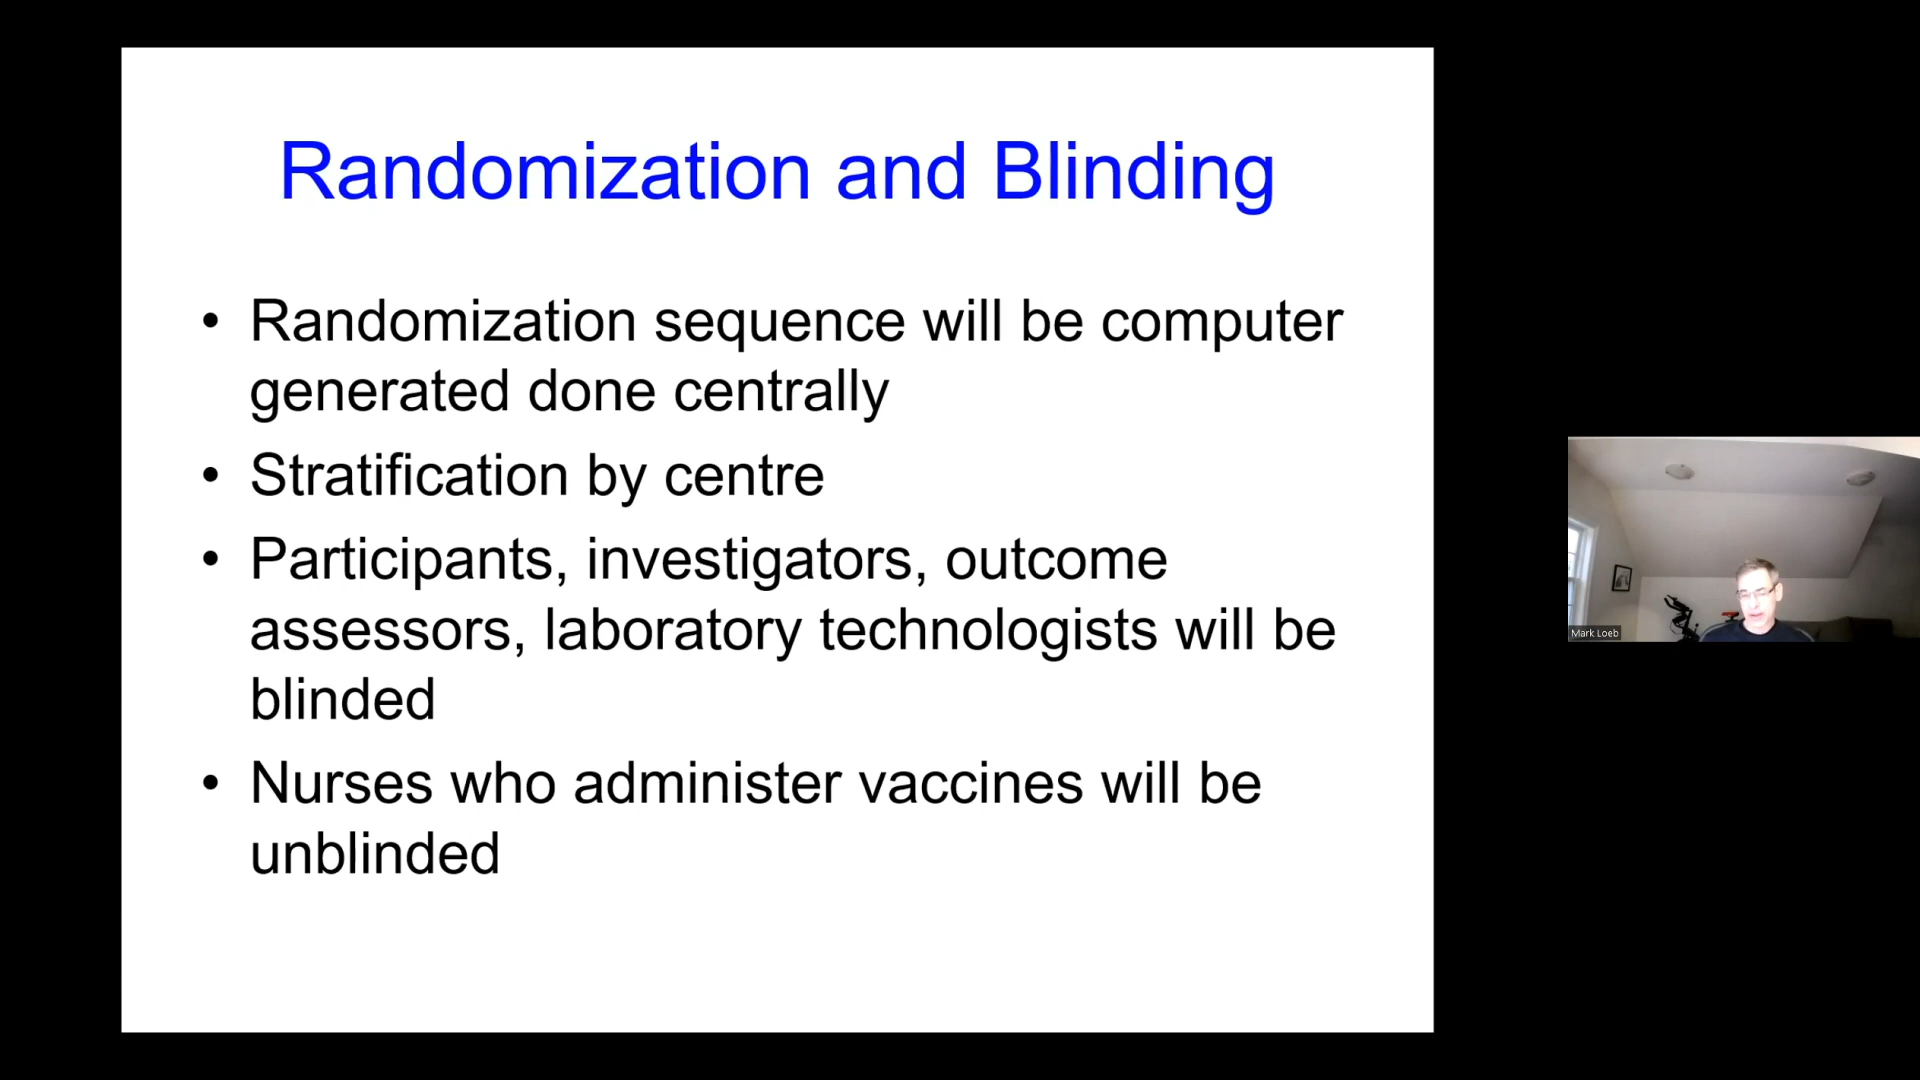 Randomization and Blinding
• Randomization sequence will be computer
generated done centrally
• Stratification by centre
• Participants, investigators, outcome
assessors, laboratory technologists will be
blinded
• Nurses who administer vaccines will be
unblinded
Mark Loeb